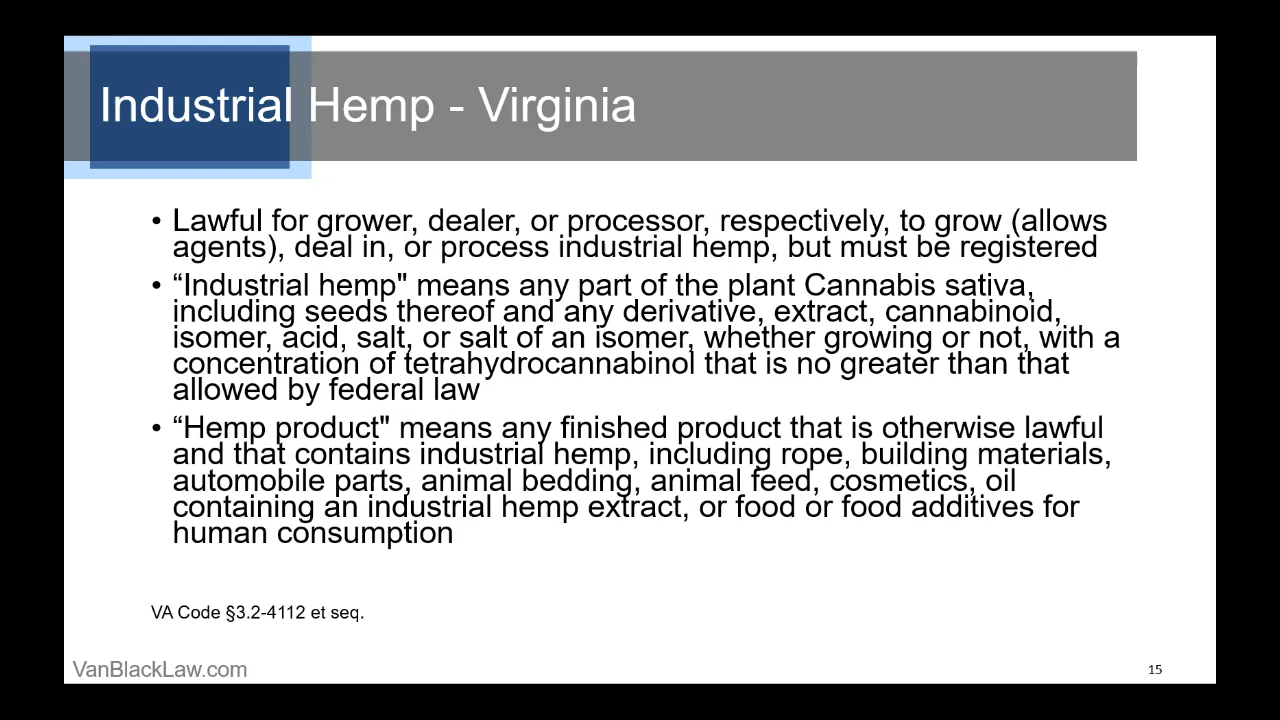 Industrial Hemp - Virginia
• Lawful for grower, dealer, or processor, respectively, to grow (allows
agents), deal in, or process industrial hemp, but must be registered
• “Industrial hemp" means any part of the plant Cannabis sativa,
including seeds thereof and any derivative, extract, cannabinoid,
isomer, acid, salt, or salt of an isomer, whether growing or not, with a
concentration of tetrahydrocannabinol that is no greater than that
allowed by federal law
• “Hemp product" means any finished product that is otherwise lawful
and that contains industrial hemp, including rope, building materials,
automobile parts, animal bedding, animal feed, cosmetics, oil
containing an industrial hemp extract, or food or food additives for
human consumption
VA Code §3.2-4112 et seq.
VanBlackLaw.com
15